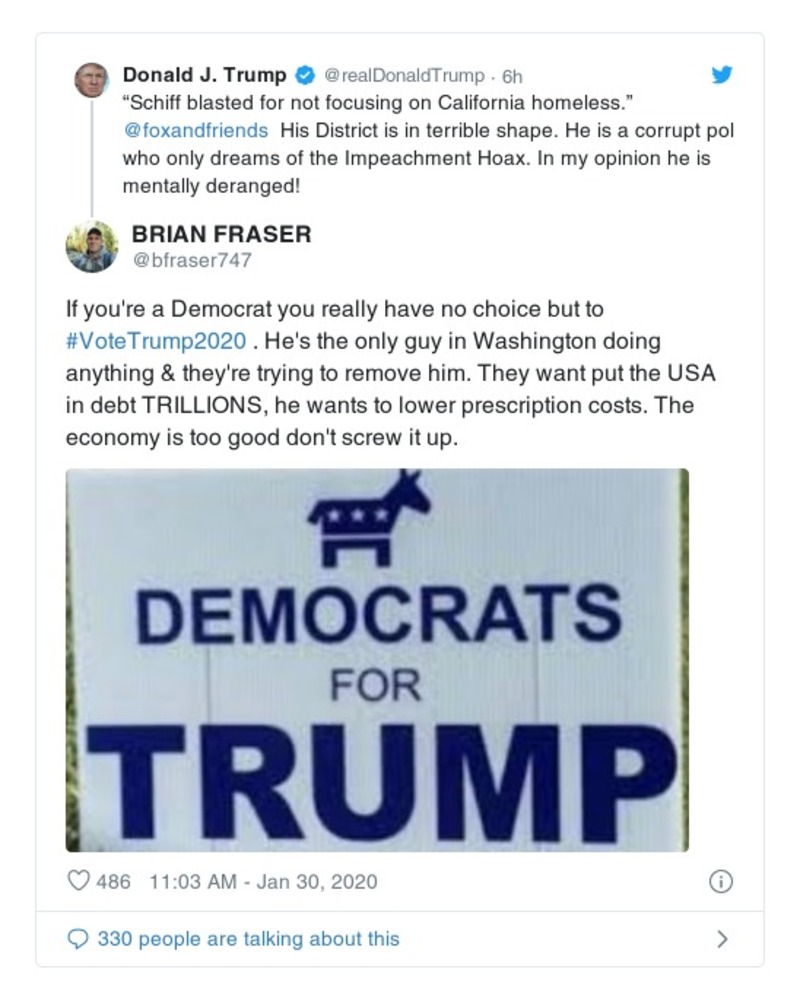 Donald J. Trump @realDonaldTrump · 6h
“Schiff blasted for not focusing on California homeless.”
@foxandfriends His District is in terrible shape. He is a corrupt pol
who only dreams of the Impeachment Hoax. In my opinion he is
mentally deranged!
BRIAN FRASER
@bfraser747
If you're a Democrat you really have no choice but to
#VoteTrump2020 . He's the only guy in Washington doing
anything & they're trying to remove him. They want put the USA
in debt TRILLIONS, he wants to lower prescription costs. The
economy is too good don't screw it up.
DEMOCRATS
FOR
TRUMP
486 11:03 AM - Jan 30, 2020
330 people are talking about this